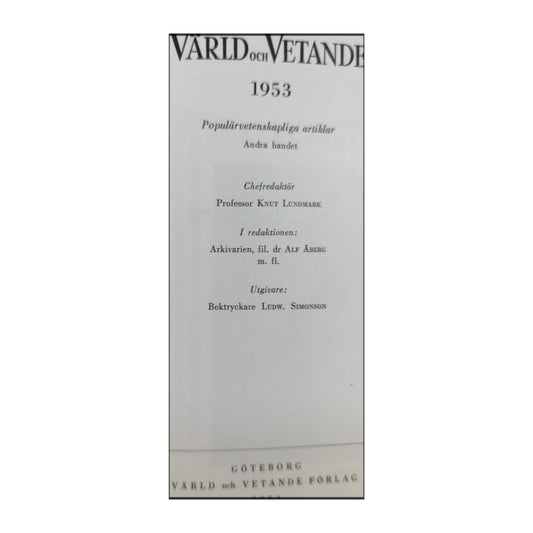 VÄRLD OCH VETANDE
1953
Populärvetenskapliga artiklar
Andra bandet
Chefredaktör
Professor KNUT LUNDMARK
I redaktionen:
Arkivarien, fil. dr ALF ÅBERG
m. fl.
Utgivare:
Boktryckare LUDW. SIMONSON
GÖTEBORG
VÄRLD och VETANDE FÖRLAG